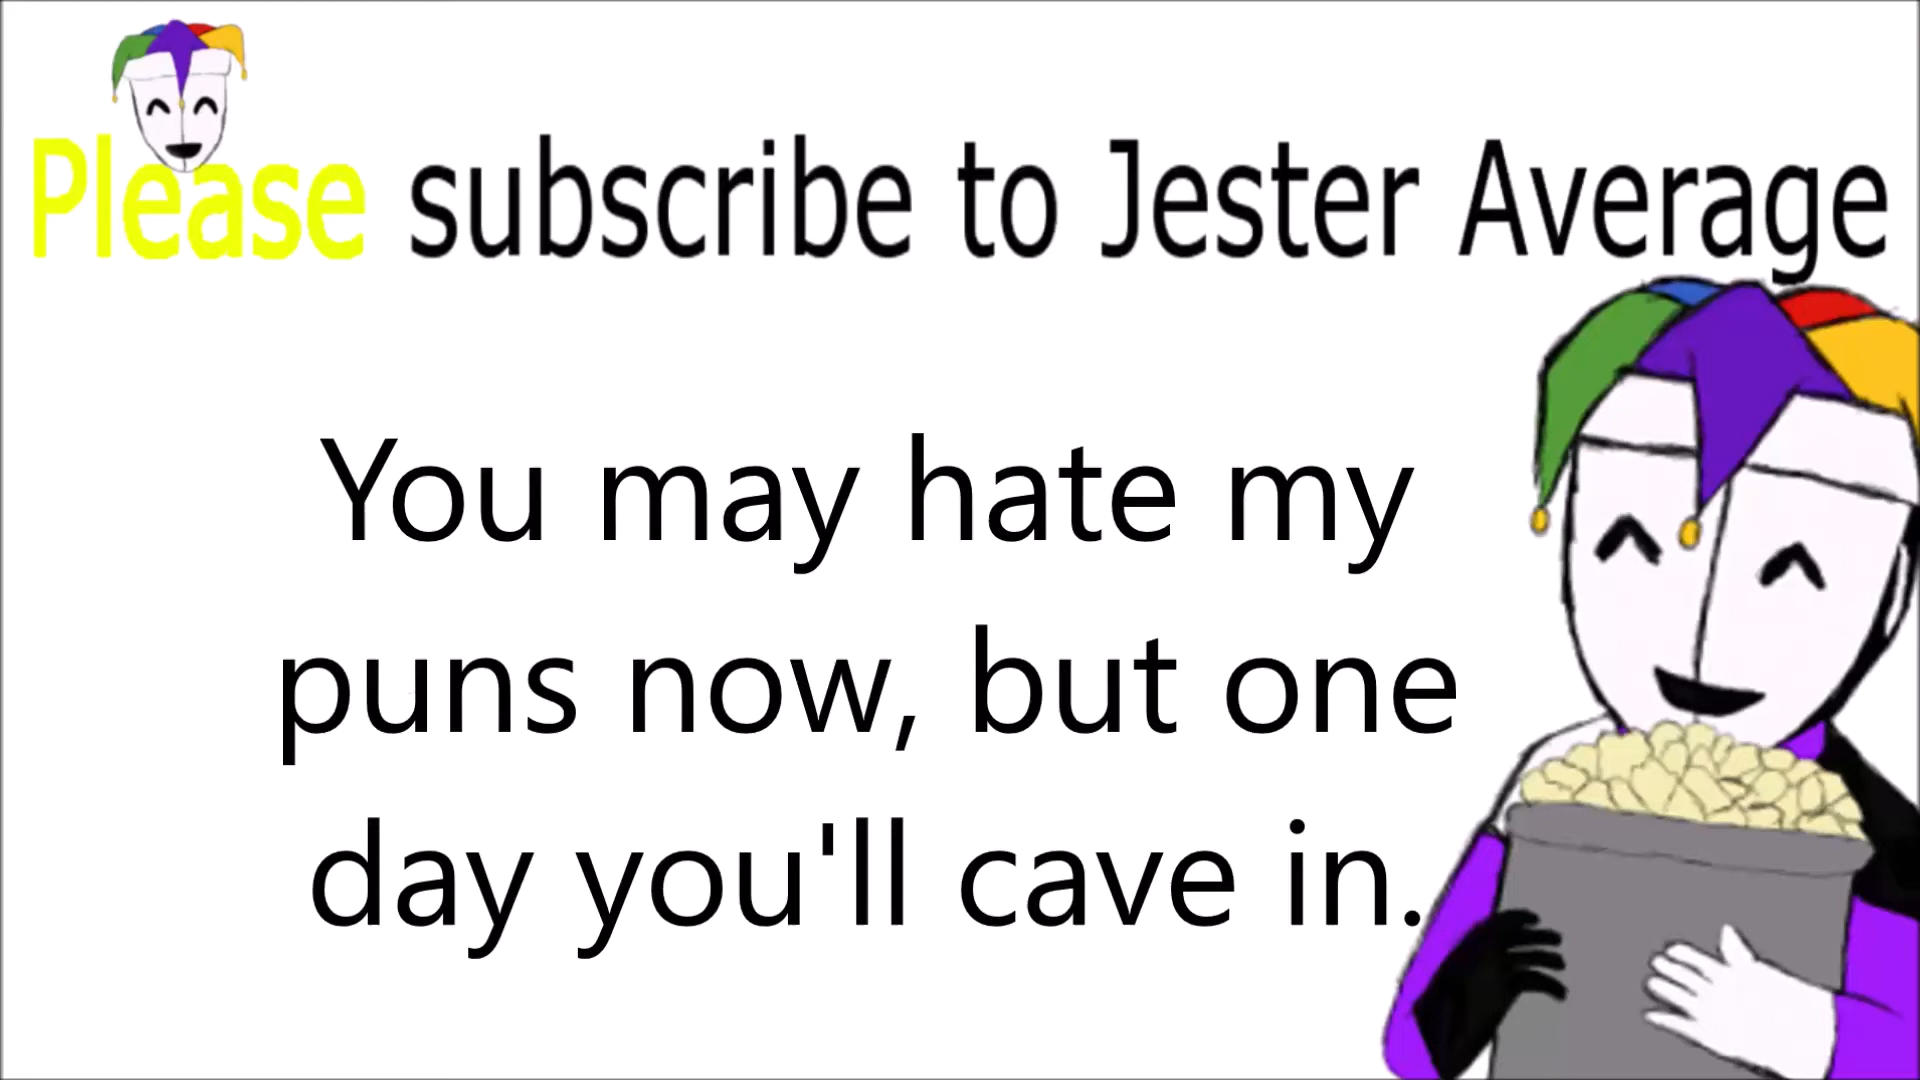 Please subscribe to Jester Average
You may hate my
puns now, but one
day you'll cave in.